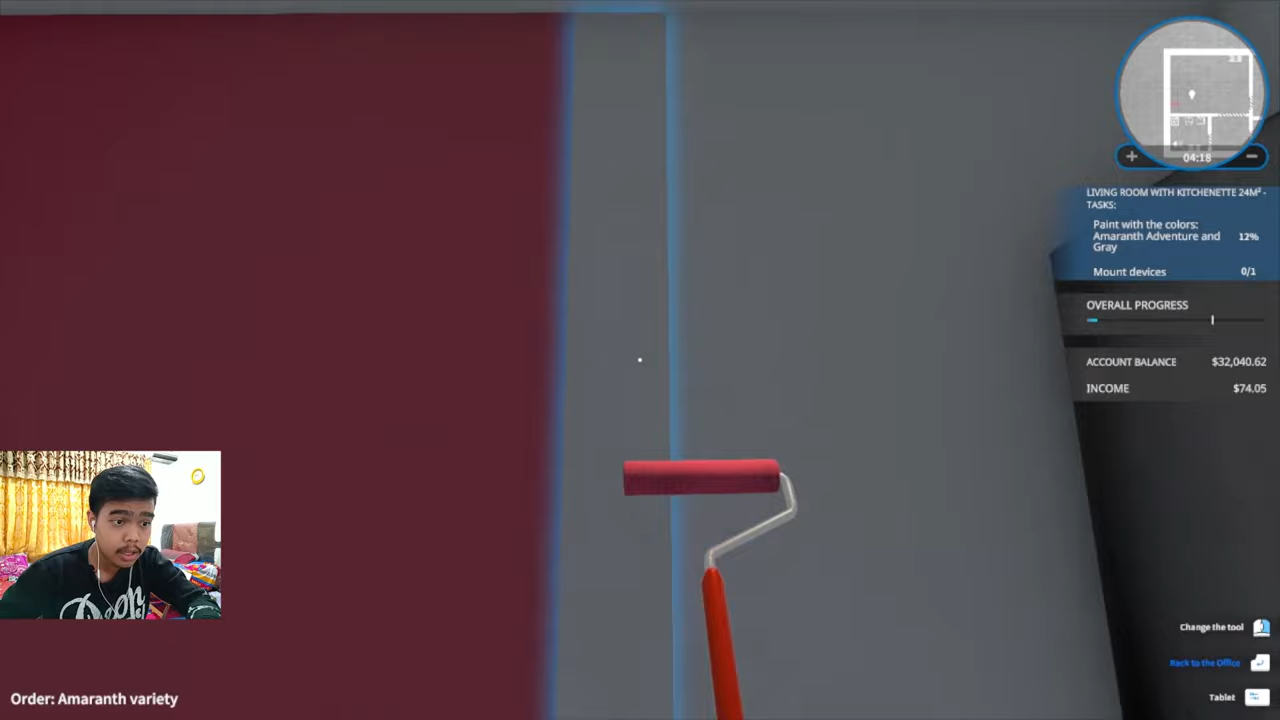 04:18
LIVING ROOM WITH KITCHENETTE 24M² -
TASKS:
Paint with the colors:
Amaranth Adventure and
Gray
12%
Mount devices 0/1
OVERALL PROGRESS
ACCOUNT BALANCE $32,040.62
INCOME $74.05
Change the tool
Back to the Office
Tablet
Order: Amaranth variety